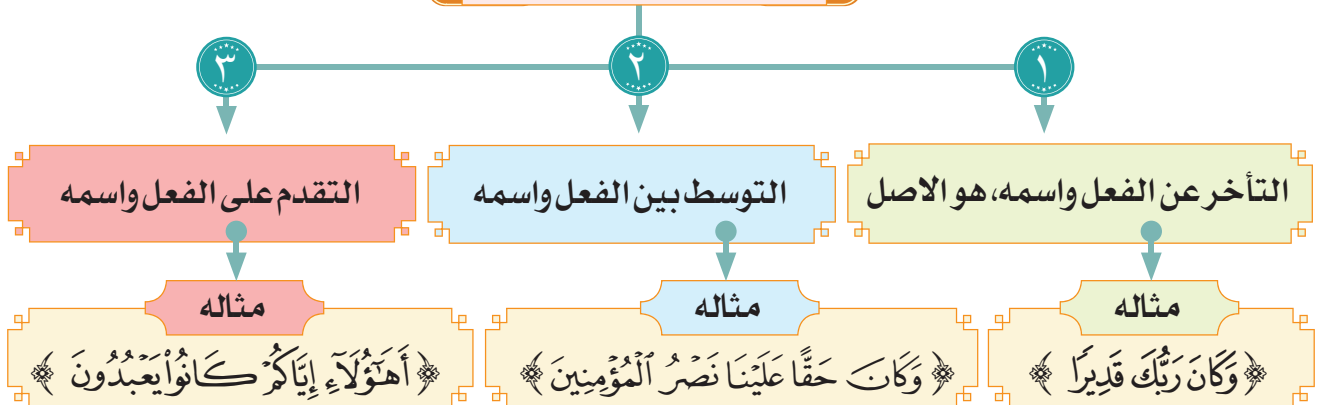 ١
٢
٣
التأخر عن الفعل واسمه، هو الاصل
التوسط بين الفعل واسمه
التقدم على الفعل واسمه
مثاله
مثاله
مثاله
﴿ وَكَانَ رَبُّكَ قَدِيرًا ﴾
﴿ وَكَانَ حَقًّا عَلَيْنَا نَصْرُ ٱلْمُؤْمِنِينَ ﴾
﴿ أَهَـٰٓؤُلَآءِ إِيَّاكُمْ كَانُوا۟ يَعْبُدُونَ ﴾